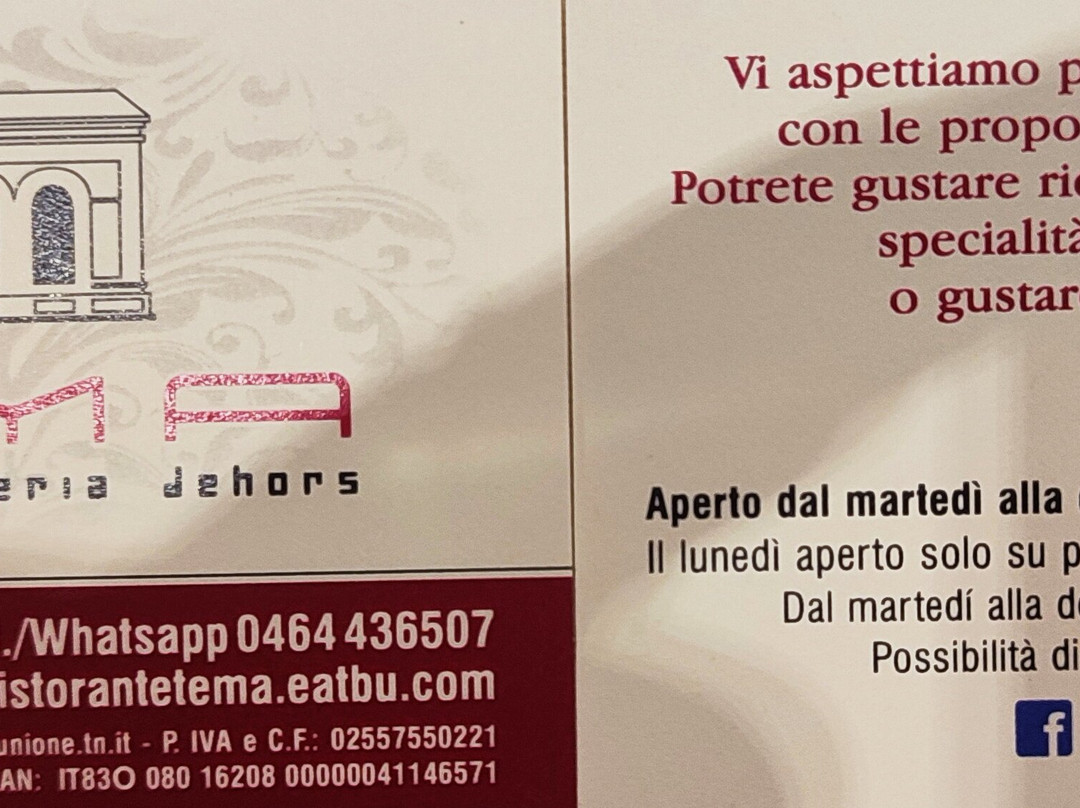 MA
eria dehors
./Whatsapp 0464 436507
istorantetema.eatbu.com
unione.tn.it - P. IVA e C.F.: 02557550221
AN: IT83O 080 16208 00000041146571
Vi aspettiamo p
con le propo
Potrete gustare ri
specialità
o gustar
Aperto dal martedì alla
Il lunedì aperto solo su p
Dal martedí alla d
Possibilità di
f